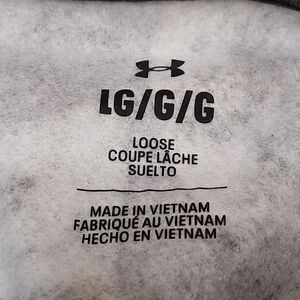 LG/G/G
LOOSE
COUPE LÂCHE
SUELTO
MADE IN VIETNAM
FABRIQUÉ AU VIETNAM
HECHO EN VIETNAM